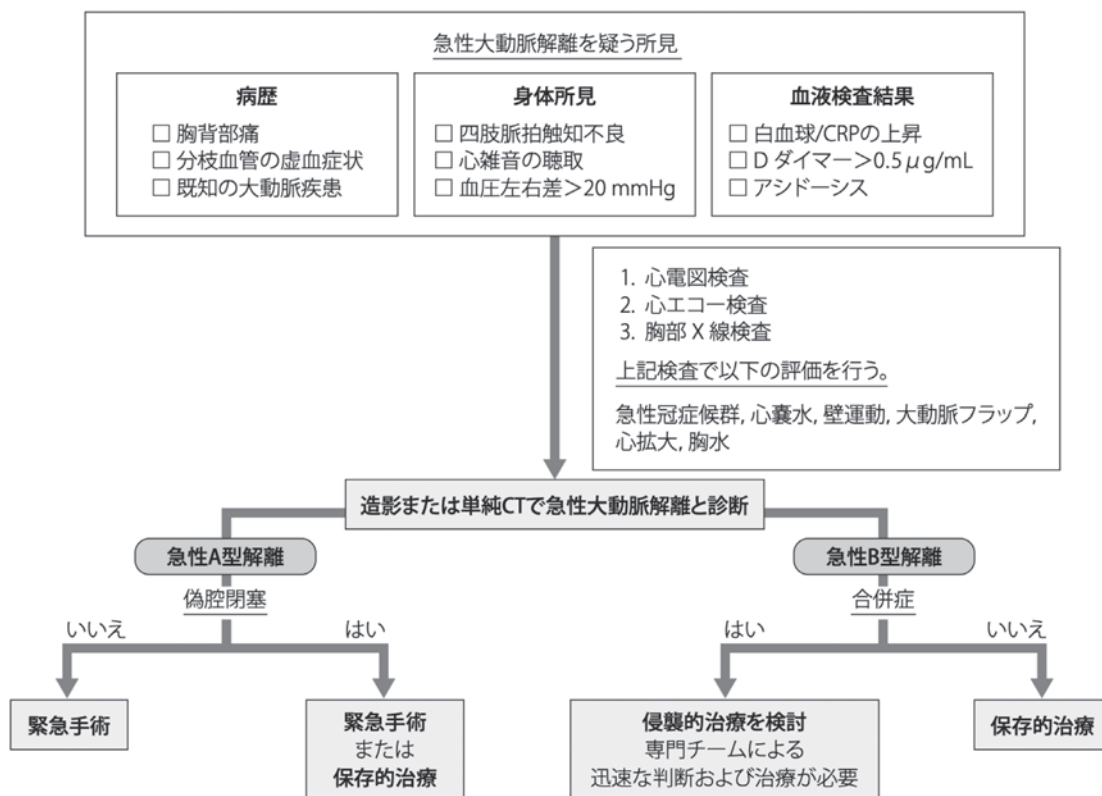 急性大動脈解離を疑う所見
病歴
□ 胸背部痛
□ 分枝血管の虚血症状
□ 既知の大動脈疾患
身体所見
□ 四肢脈拍触知不良
□ 心雑音の聴取
□ 血圧左右差＞20 mmHg
血液検査結果
□ 白血球/CRPの上昇
□ D ダイマー＞0.5 μg/mL
□ アシドーシス
1. 心電図検査
2. 心エコー検査
3. 胸部 X 線検査
上記検査で以下の評価を行う。
急性冠症候群, 心嚢水, 壁運動, 大動脈フラップ,
心拡大, 胸水
造影または単純CTで急性大動脈解離と診断
急性A型解離
偽腔閉塞
いいえ
はい
緊急手術
緊急手術
または
保存的治療
急性B型解離
合併症
はい
いいえ
侵襲的治療を検討
専門チームによる
迅速な判断および治療が必要
保存的治療